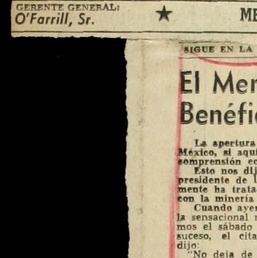 GERENTE GENERAL:
O'Farrill, Sr.
★
ME
SIGUE EN LA
El Mer
Benéfi
La apertura
México, si aqui
comprensión e
Esto nos dij
presidente de l
mente ha trata
con la minería
Cuando ayer
la sensacional
mos el sábado
suceso, el cita
dijo:
"No deja de